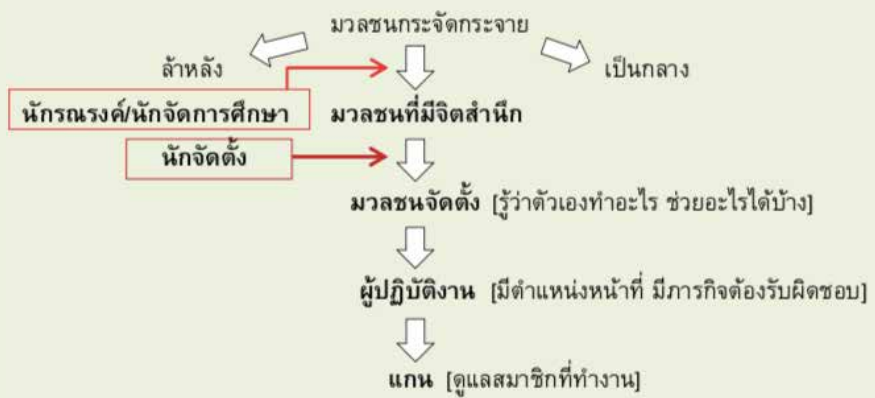 มวลชนกระจัดกระจาย
ล้าหลัง
เป็นกลาง
นักรณรงค์/นักจัดการศึกษา
มวลชนที่มีจิตสำนึก
นักจัดตั้ง
มวลชนจัดตั้ง [รู้ว่าตัวเองทำอะไร ช่วยอะไรได้บ้าง]
ผู้ปฏิบัติงาน [มีตำแหน่งหน้าที่ มีภารกิจต้องรับผิดชอบ]
แกน [ดูแลสมาชิกที่ทำงาน]